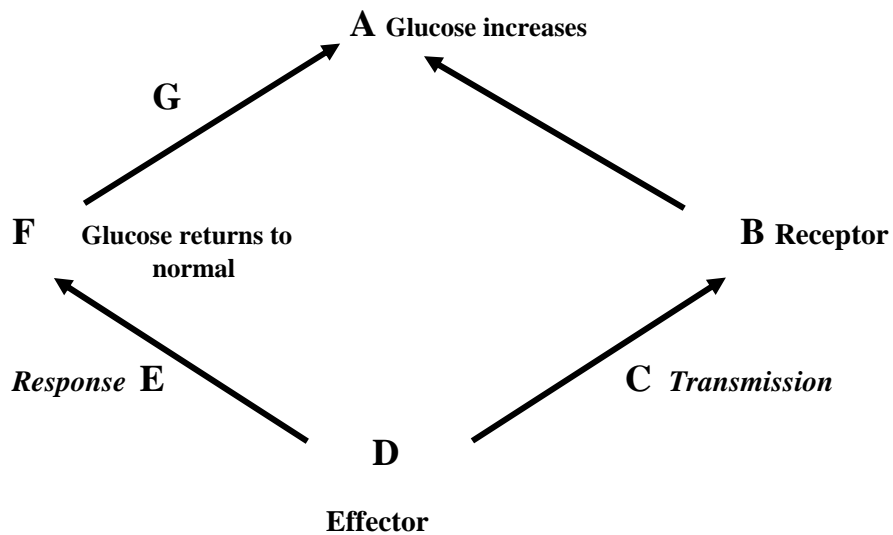 A Glucose increases
G
F Glucose returns to
normal
B Receptor
Response E
C Transmission
D
Effector